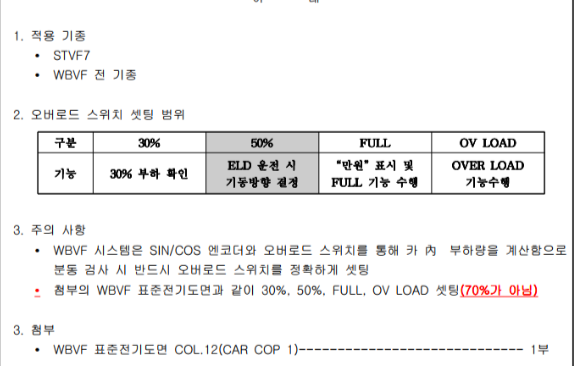 아 래
1. 적용 기종
• STVF7
• WBVF 전 기종
2. 오버로드 스위치 셋팅 범위
구분 30% 50% FULL OV LOAD
기능 30% 부하 확인 ELD 운전 시 기동방향 결정 "만원" 표시 및 FULL 기능 수행 OVER LOAD 기능수행
3. 주의 사항
• WBVF 시스템은 SIN/COS 엔코더와 오버로드 스위치를 통해 카 內 부하량을 계산함으로
분동 검사 시 반드시 오버로드 스위치를 정확하게 셋팅
• 첨부의 WBVF 표준전기도면과 같이 30%, 50%, FULL, OV LOAD 셋팅(70%가 아님)
3. 첨부
• WBVF 표준전기도면 COL.12(CAR COP 1)------------------------------ 1부